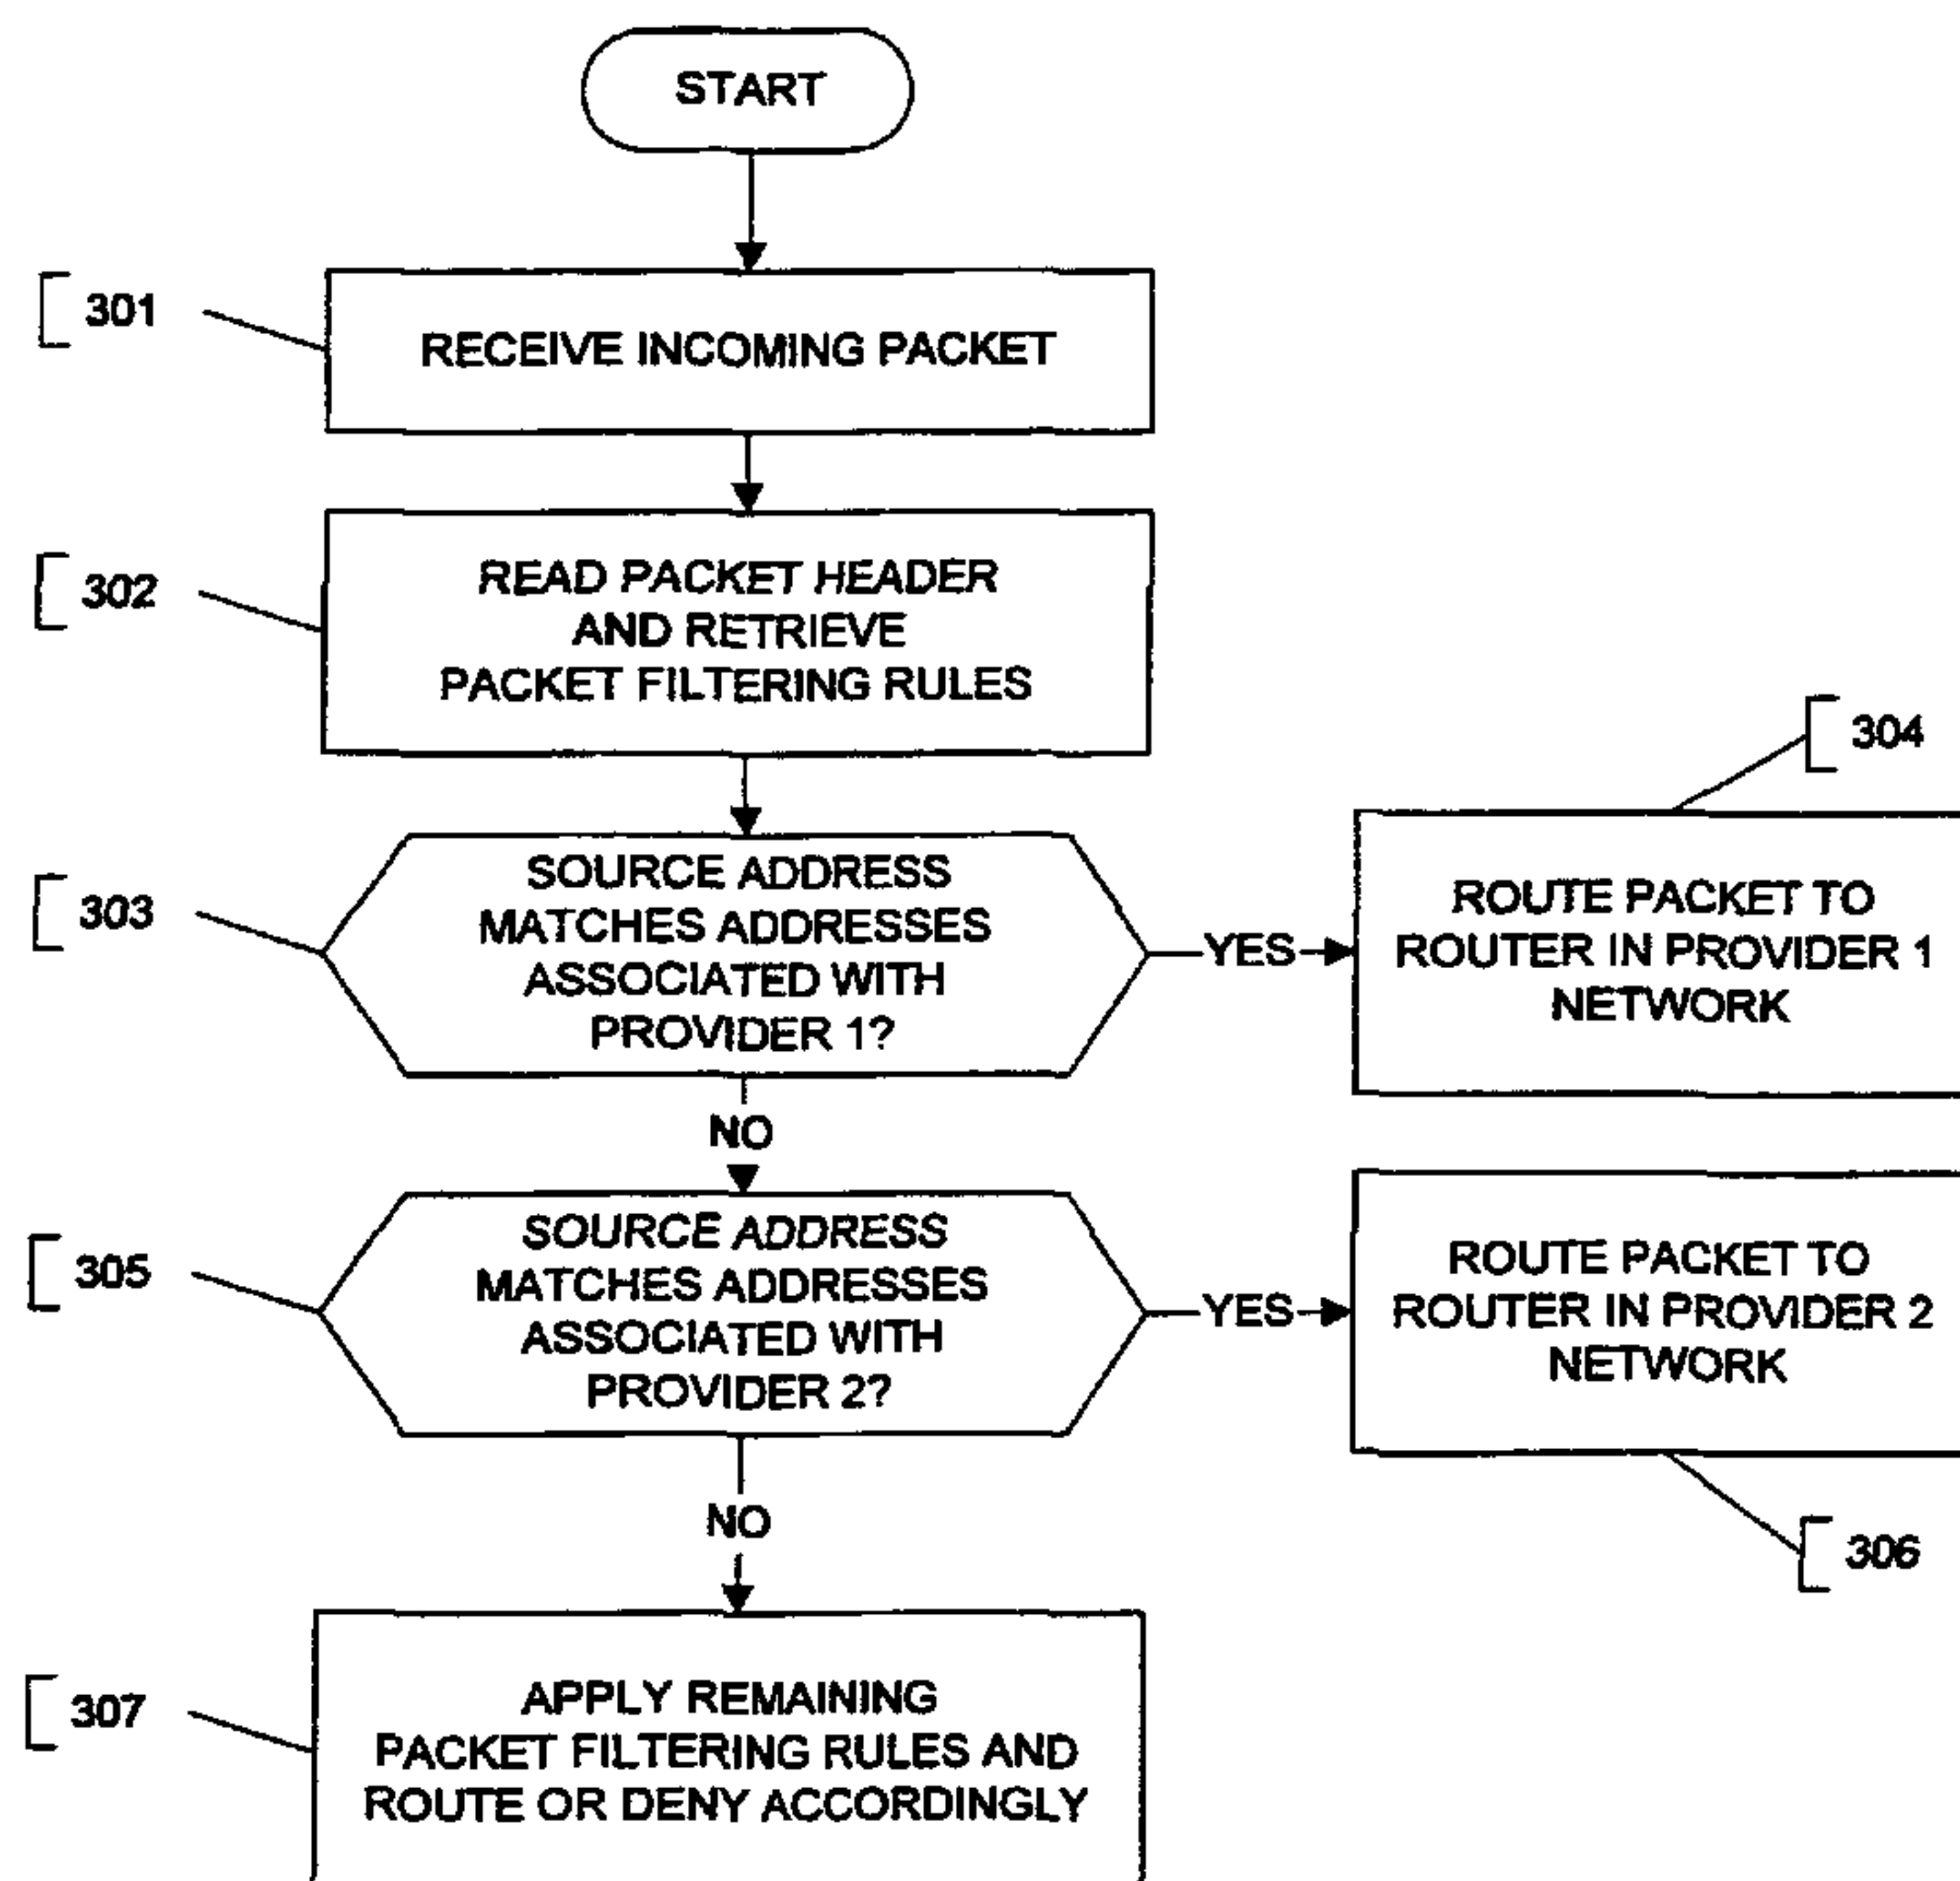 START
301
RECEIVE INCOMING PACKET
302
READ PACKET HEADER
AND RETRIEVE
PACKET FILTERING RULES
303
SOURCE ADDRESS
MATCHES ADDRESSES
ASSOCIATED WITH
PROVIDER 1?
YES
304
ROUTE PACKET TO
ROUTER IN PROVIDER 1
NETWORK
NO
305
SOURCE ADDRESS
MATCHES ADDRESSES
ASSOCIATED WITH
PROVIDER 2?
YES
ROUTE PACKET TO
ROUTER IN PROVIDER 2
NETWORK
306
NO
307
APPLY REMAINING
PACKET FILTERING RULES AND
ROUTE OR DENY ACCORDINGLY